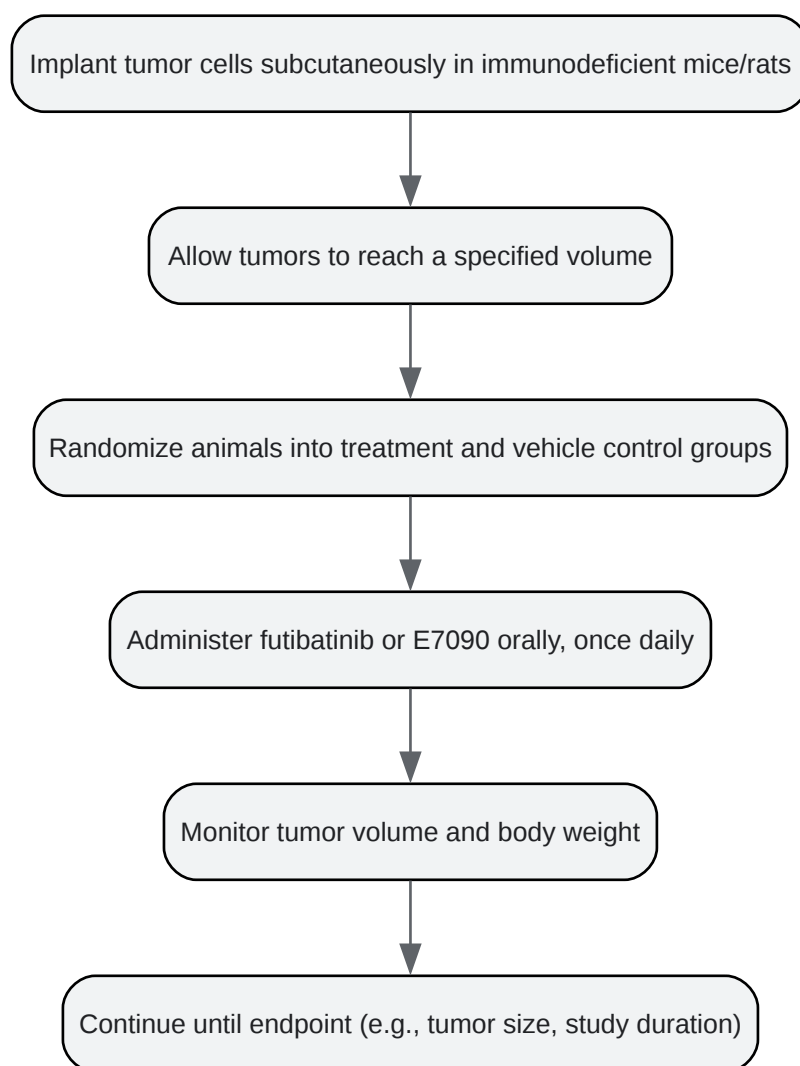 Implant tumor cells subcutaneously in immunodeficient mice/rats
Allow tumors to reach a specified volume
Randomize animals into treatment and vehicle control groups
Administer futibatinib or E7090 orally, once daily
Monitor tumor volume and body weight
Continue until endpoint (e.g., tumor size, study duration)